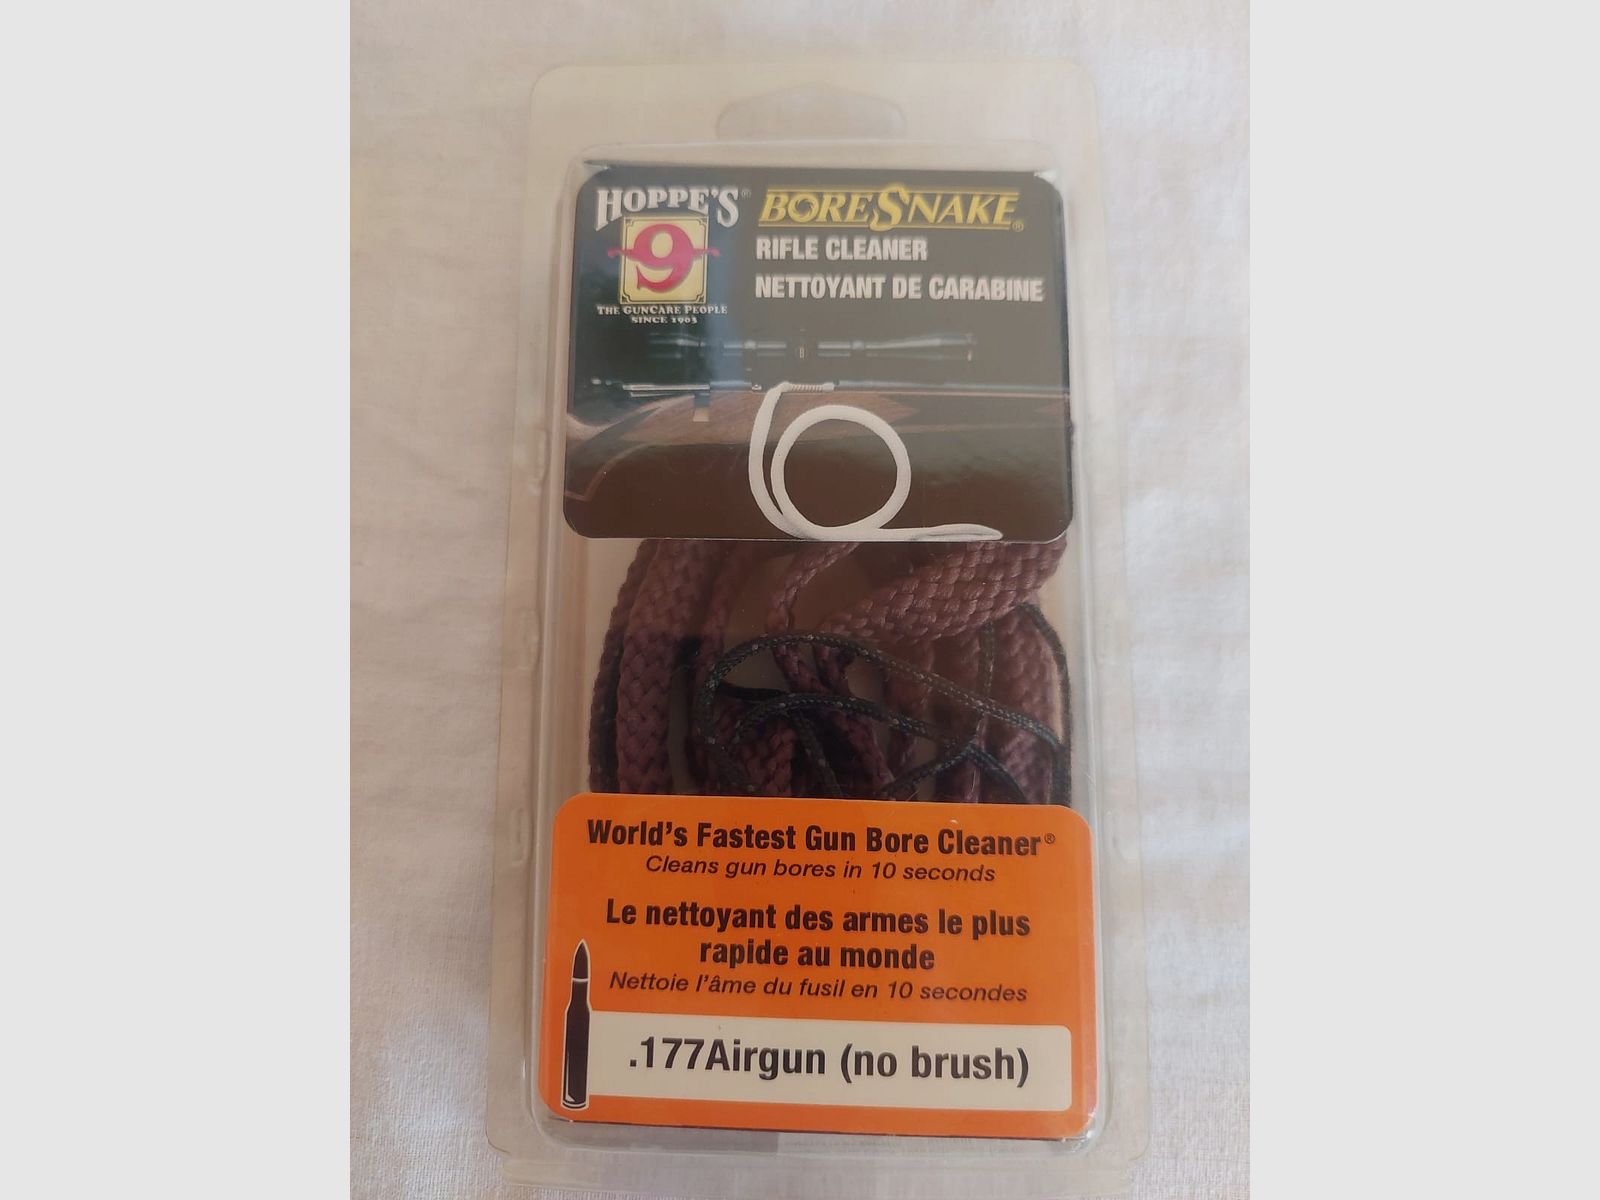 HOPPE'S®
9
THE GUNCARE PEOPLE
SINCE 1903
BORESNAKE®
RIFLE CLEANER
NETTOYANT DE CARABINE
B
World's Fastest Gun Bore Cleaner®
Cleans gun bores in 10 seconds
Le nettoyant des armes le plus
rapide au monde
Nettoie l'âme du fusil en 10 secondes
.177Airgun (no brush)